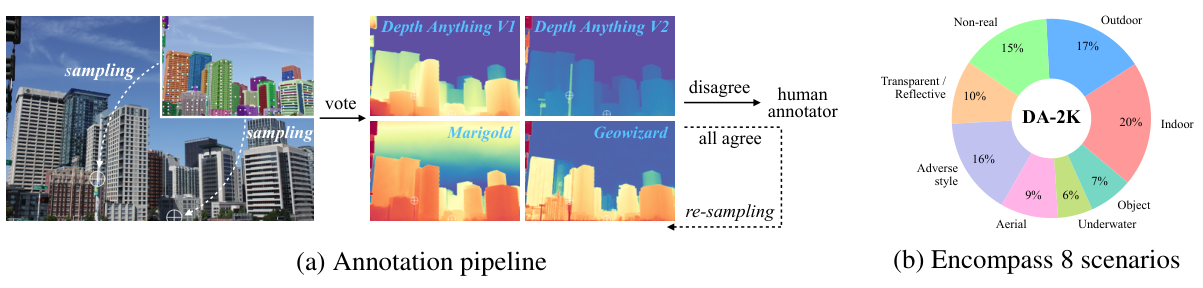 sampling
sampling
vote
Depth Anything V1
Depth Anything V2
Marigold
Geowizard
disagree
human
annotator
all agree
re-sampling
(a) Annotation pipeline
Non-real
Outdoor
15%
17%
Transparent /
Reflective
10%
DA-2K
20%
Indoor
Adverse
style
16%
9%
6%
7%
Object
Aerial
Underwater
(b) Encompass 8 scenarios